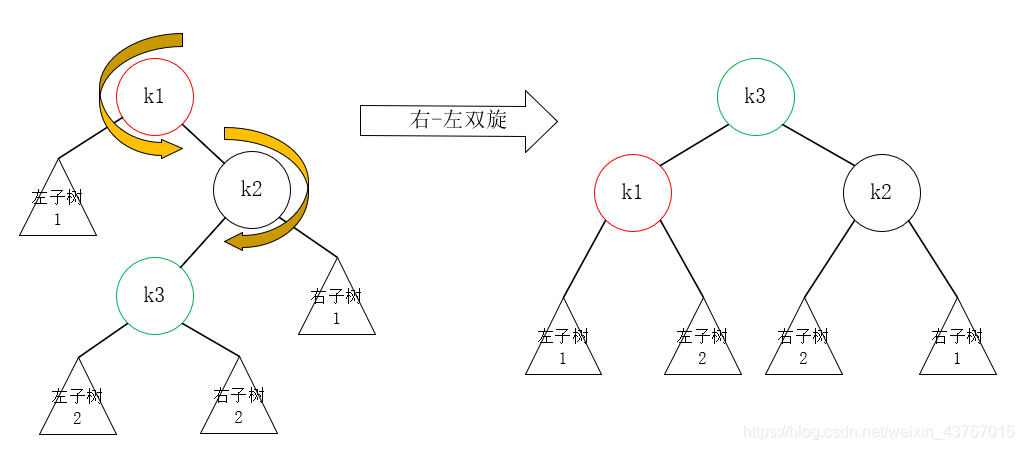 k1
k2
左子树
1
k3
右子树
1
左子树
2
右子树
2
右-左双旋
k3
k1
k2
左子树
1
左子树
2
右子树
2
右子树
1
https://blog.csdn.net/weixin_43767015